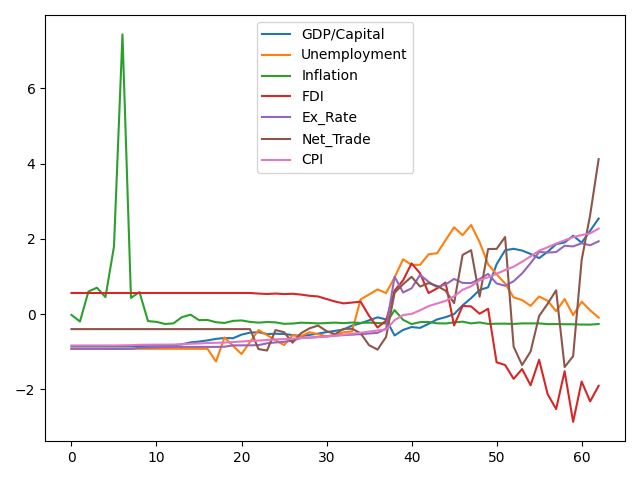 GDP/Capital
Unemployment
Inflation
FDI
Ex_Rate
Net_Trade
CPI
6
4
2
0
−2
0 10 20 30 40 50 60